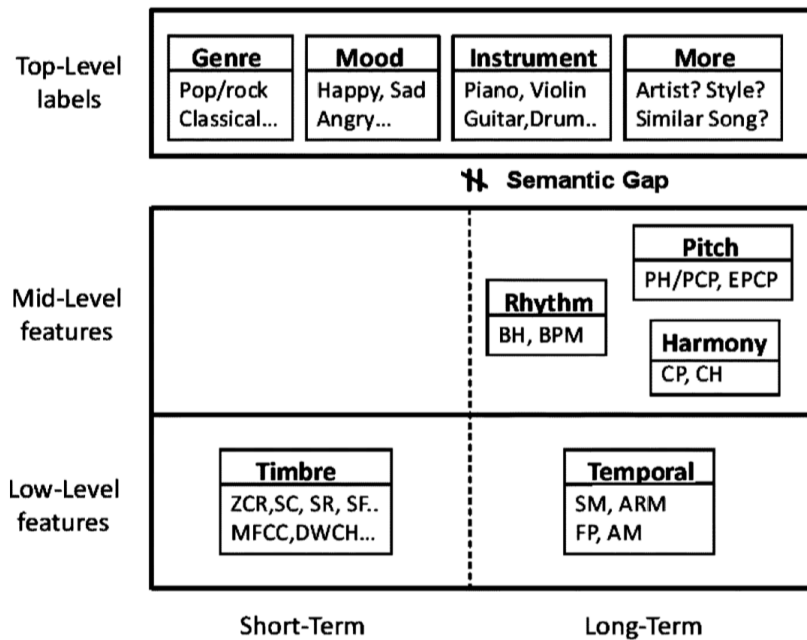 Top-Level
labels
Genre
Pop/rock
Classical...
Mood
Happy, Sad
Angry...
Instrument
Piano, Violin
Guitar,Drum..
More
Artist? Style?
Similar Song?
Semantic Gap
Mid-Level
features
Pitch
PH/PCP, EPCP
Rhythm
BH, BPM
Harmony
CP, CH
Low-Level
features
Timbre
ZCR,SC, SR, SF..
MFCC,DWCH...
Temporal
SM, ARM
FP, AM
Short-Term
Long-Term